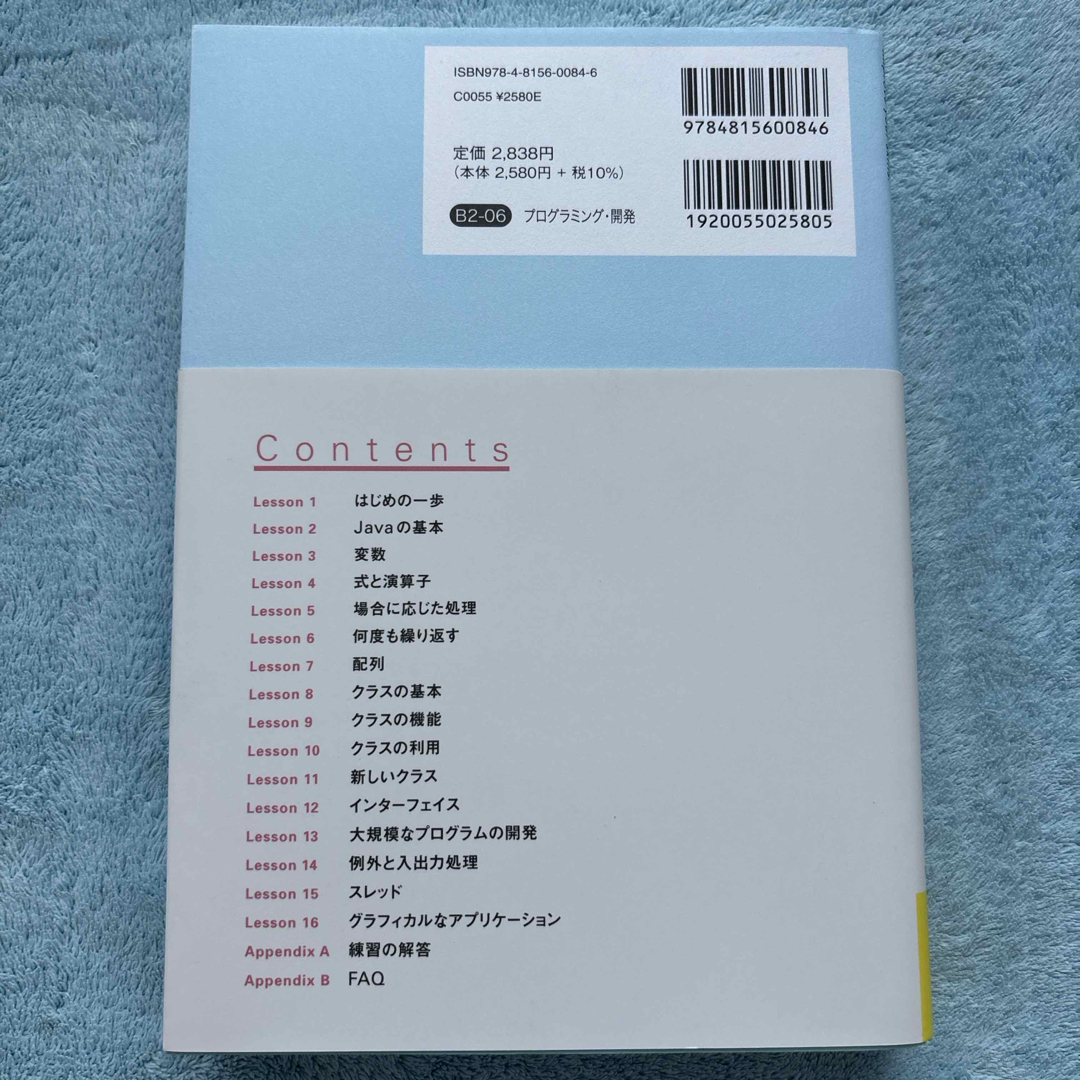 ISBN978-4-8156-0084-6
C0055 ¥2580E
9784815600846
定価 2,838円
(本体 2,580円 + 税10%)
B2-06 プログラミング・開発
1920055025805
Contents
Lesson 1 はじめの一歩
Lesson 2 Javaの基本
Lesson 3 変数
Lesson 4 式と演算子
Lesson 5 場合に応じた処理
Lesson 6 何度も繰り返す
Lesson 7 配列
Lesson 8 クラスの基本
Lesson 9 クラスの機能
Lesson 10 クラスの利用
Lesson 11 新しいクラス
Lesson 12 インターフェイス
Lesson 13 大規模なプログラムの開発
Lesson 14 例外と入出力処理
Lesson 15 スレッド
Lesson 16 グラフィカルなアプリケーション
Appendix A 練習の解答
Appendix B FAQ